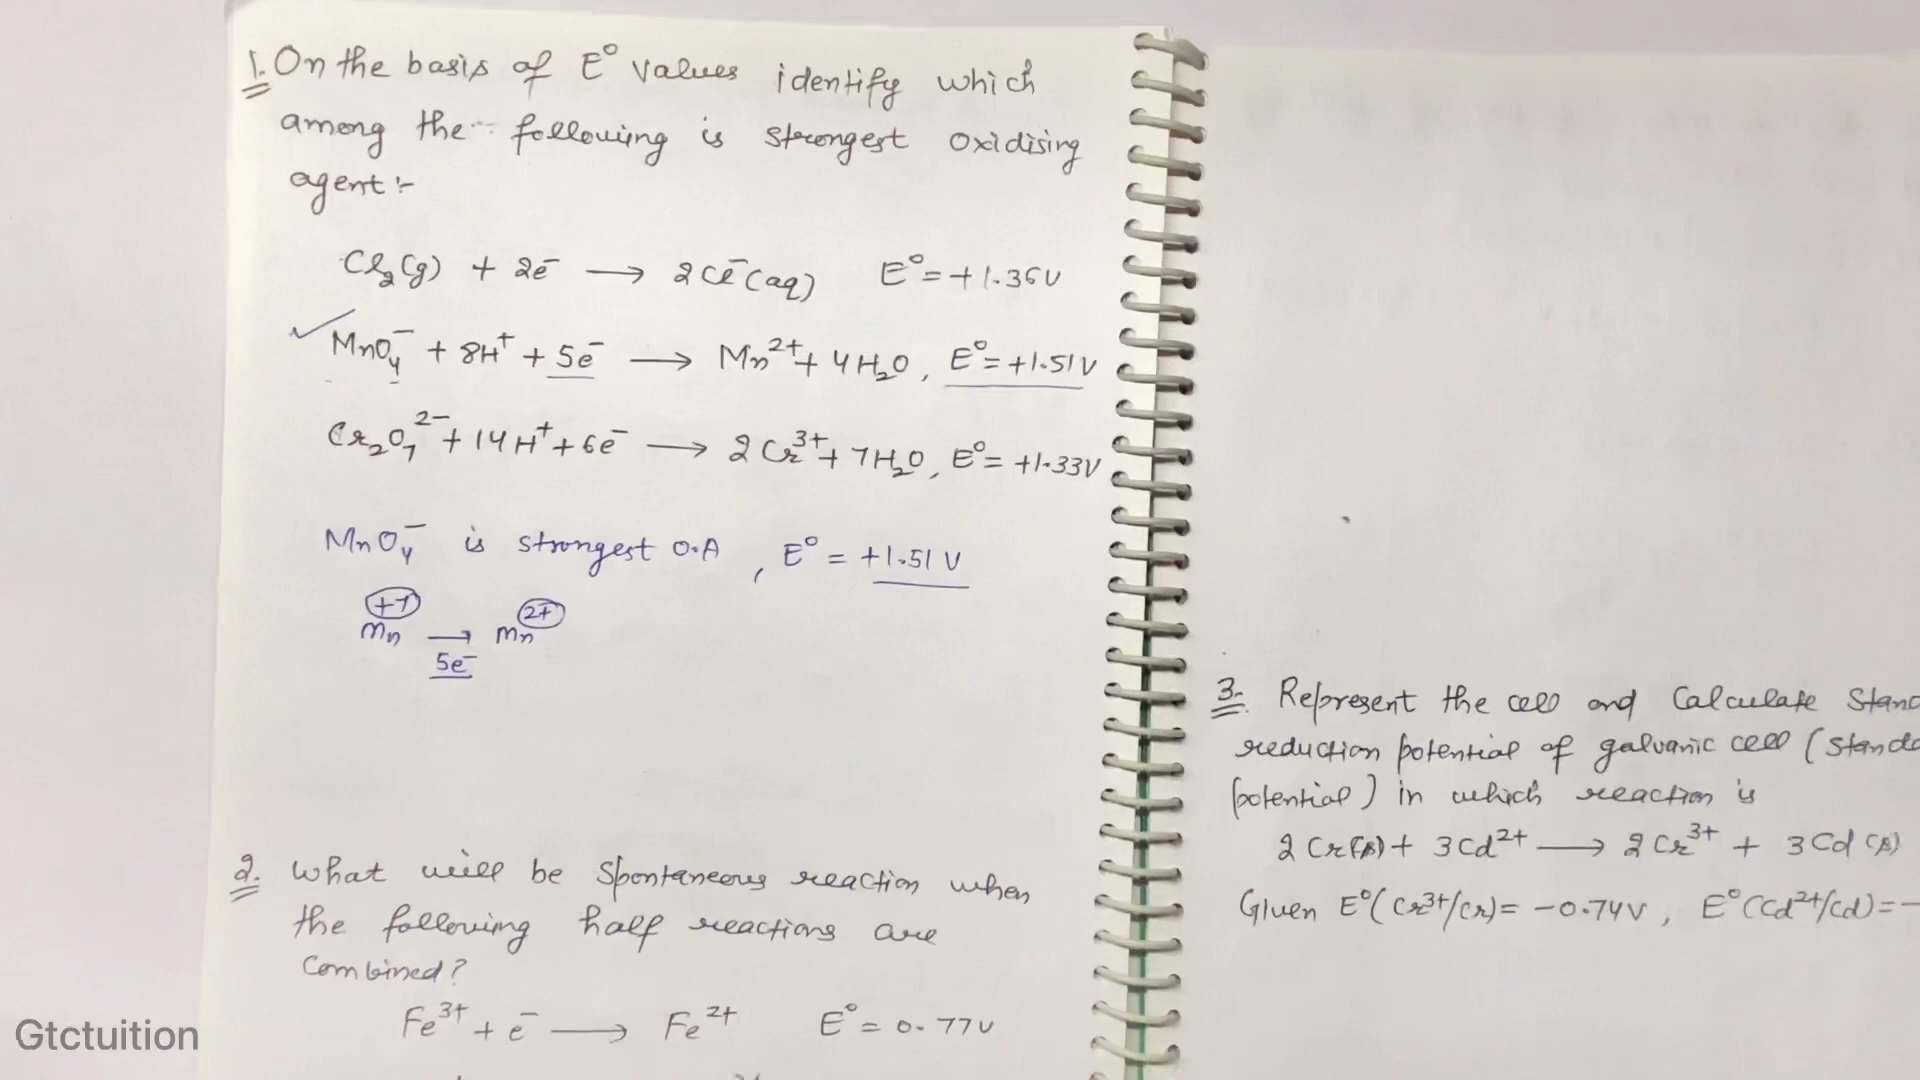 1. On the basis of E° values identify which
among the following is strongest oxidising
agent:-
Cl₂(g) + 2e⁻ → 2Cl⁻(aq) E° = +1.36V
✓ MnO₄⁻ + 8H⁺ + 5e⁻ → Mn²⁺ + 4H₂O, E° = +1.51V
Cr₂O₇²⁻ + 14H⁺ + 6e⁻ → 2Cr³⁺ + 7H₂O, E° = +1.33V
MnO₄⁻ is strongest O.A, E° = +1.51 V
+7 2+
Mn → Mn
5e⁻
2. What will be spontaneous reaction when
the following half reactions are
combined?
Fe³⁺ + e⁻ → Fe²⁺ E° = 0.77V
3. Represent the cell and Calculate Stand
reduction potential of galvanic cell (Standa
potential) in which reaction is
2Cr(s) + 3Cd²⁺ → 2Cr³⁺ + 3Cd(s)
Given E°(Cr³⁺/Cr) = -0.74V, E°(Cd²⁺/Cd) = -
Gtctuition